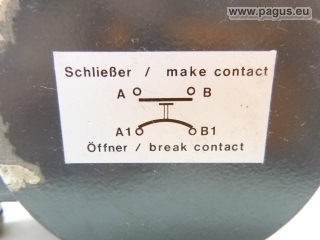 www.pagus.eu
Schließer / make contact
A B
A1 B1
Öffner / break contact